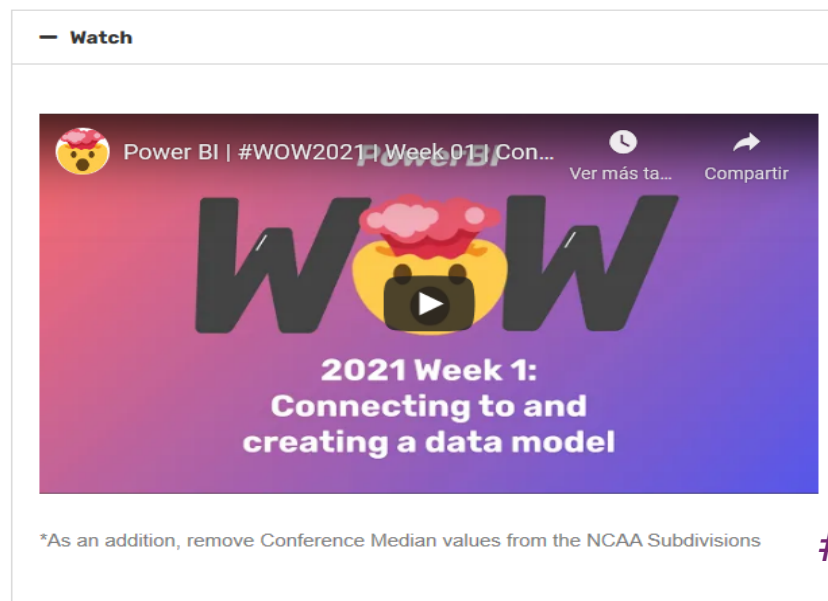 Watch
Power BI | #WOW2021 | Week 01 | Con...
PowerBI
Ver más ta...
Compartir
WOW
2021 Week 1:
Connecting to and
creating a data model
*As an addition, remove Conference Median values from the NCAA Subdivisions
#